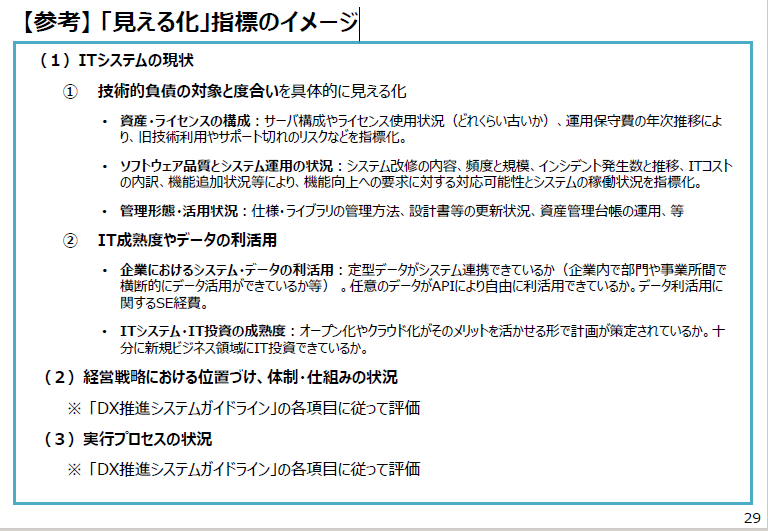 【参考】「見える化」指標のイメージ
（１）ITシステムの現状
① 技術的負債の対象と度合いを具体的に見える化
・ 資産・ライセンスの構成：サーバ構成やライセンス使用状況（どれくらい古いか）、運用保守費の年次推移によ
り、旧技術利用やサポート切れのリスクなどを指標化。
・ ソフトウェア品質とシステム運用の状況：システム改修の内容、頻度と規模、インシデント発生数と推移、ITコスト
の内訳、機能追加状況等により、機能向上への要求に対する対応可能性とシステムの稼働状況を指標化。
・ 管理形態・活用状況：仕様・ライブラリの管理方法、設計書等の更新状況、資産管理台帳の運用、等
② IT成熟度やデータの利活用
・ 企業におけるシステム・データの利活用：定型データがシステム連携できているか（企業内で部門や事業所間で
横断的にデータ活用ができているか等）。任意のデータがAPIにより自由に利活用できているか。データ利活用に
関するSE経費。
・ ITシステム・IT投資の成熟度：オープン化やクラウド化がそのメリットを活かせる形で計画が策定されているか。十
分に新規ビジネス領域にIT投資できているか。
（２）経営戦略における位置づけ、体制・仕組みの状況
※「DX推進システムガイドライン」の各項目に従って評価
（３）実行プロセスの状況
※「DX推進システムガイドライン」の各項目に従って評価
29